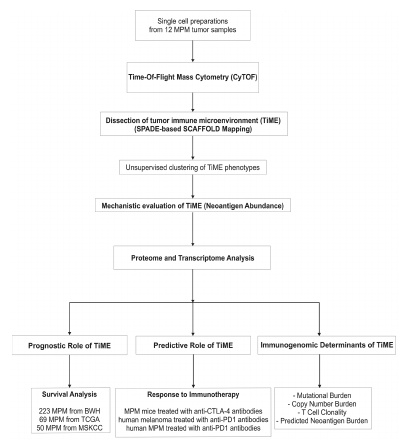 Single cell preparations
from 12 MPM tumor samples
Time-Of-Flight Mass Cytometry (CyTOF)
Dissection of tumor immune microenvironment (TiME)
(SPADE-based SCAFFOLD Mapping)
Unsupervised clustering of TiME phenotypes
Mechanistic evaluation of TiME (Neoantigen Abundance)
Proteome and Transcriptome Analysis
Prognostic Role of TiME
Predictive Role of TiME
Immunogenomic Determinants of TiME
Survival Analysis
223 MPM from BWH
69 MPM from TCGA
50 MPM from MSKCC
Response to Immunotherapy
MPM mice treated with anti-CTLA-4 antibodies
human melanoma treated with anti-PD1 antibodies
human MPM treated with anti-PD1 antibodies
- Mutational Burden
- Copy Number Burden
- T Cell Clonality
- Predicted Neoantigen Burden